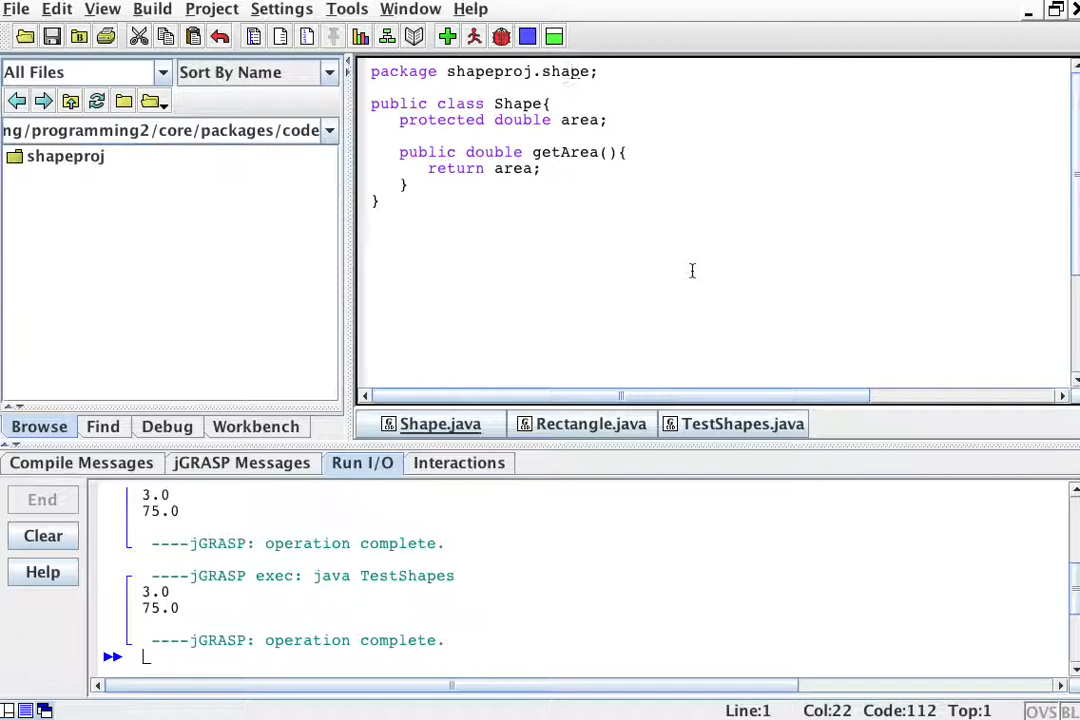 File Edit View Build Project Settings Tools Window Help
All Files Sort By Name
ng/programming2/core/packages/code
shapeproj
package shapeproj.shape;
public class Shape{
protected double area;
public double getArea(){
return area;
}
}
Browse Find Debug Workbench
Shape.java Rectangle.java TestShapes.java
Compile Messages jGRASP Messages Run I/O Interactions
End
Clear
Help
3.0
75.0
----jGRASP: operation complete.
----jGRASP exec: java TestShapes
3.0
75.0
----jGRASP: operation complete.
Line:1 Col:22 Code:112 Top:1 OVS BL